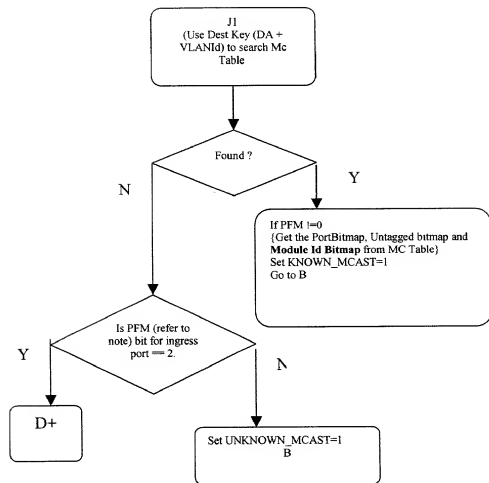 J1
(Use Dest Key (DA +
VLANId) to search Mc
Table
Found ?
N
Y
If PFM !=0
{Get the PortBitmap, Untagged bitmap and
Module Id Bitmap from MC Table}
Set KNOWN_MCAST=1
Go to B
Is PFM (refer to
note) bit for ingress
port == 2.
Y
N
D+
Set UNKNOWN_MCAST=1
B